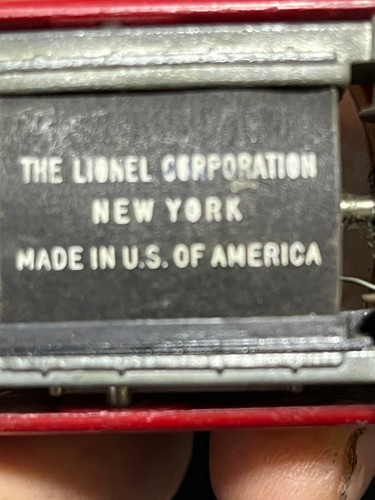 THE LIONEL CORPORATION
NEW YORK
MADE IN U.S. OF AMERICA